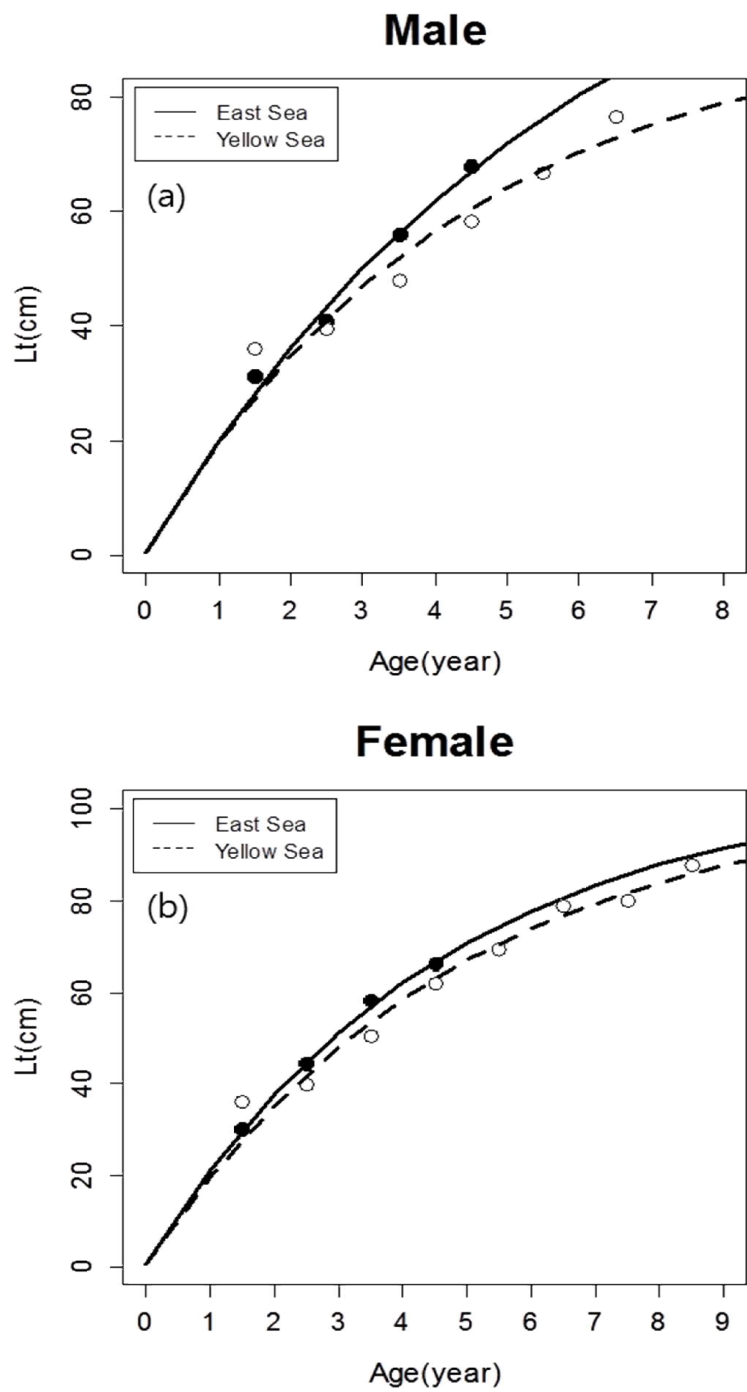 Male
East Sea
Yellow Sea
(a)
Lt(cm)
80
60
40
20
0
0 1 2 3 4 5 6 7 8
Age(year)
Female
East Sea
Yellow Sea
(b)
Lt(cm)
100
80
60
40
20
0
0 1 2 3 4 5 6 7 8 9
Age(year)